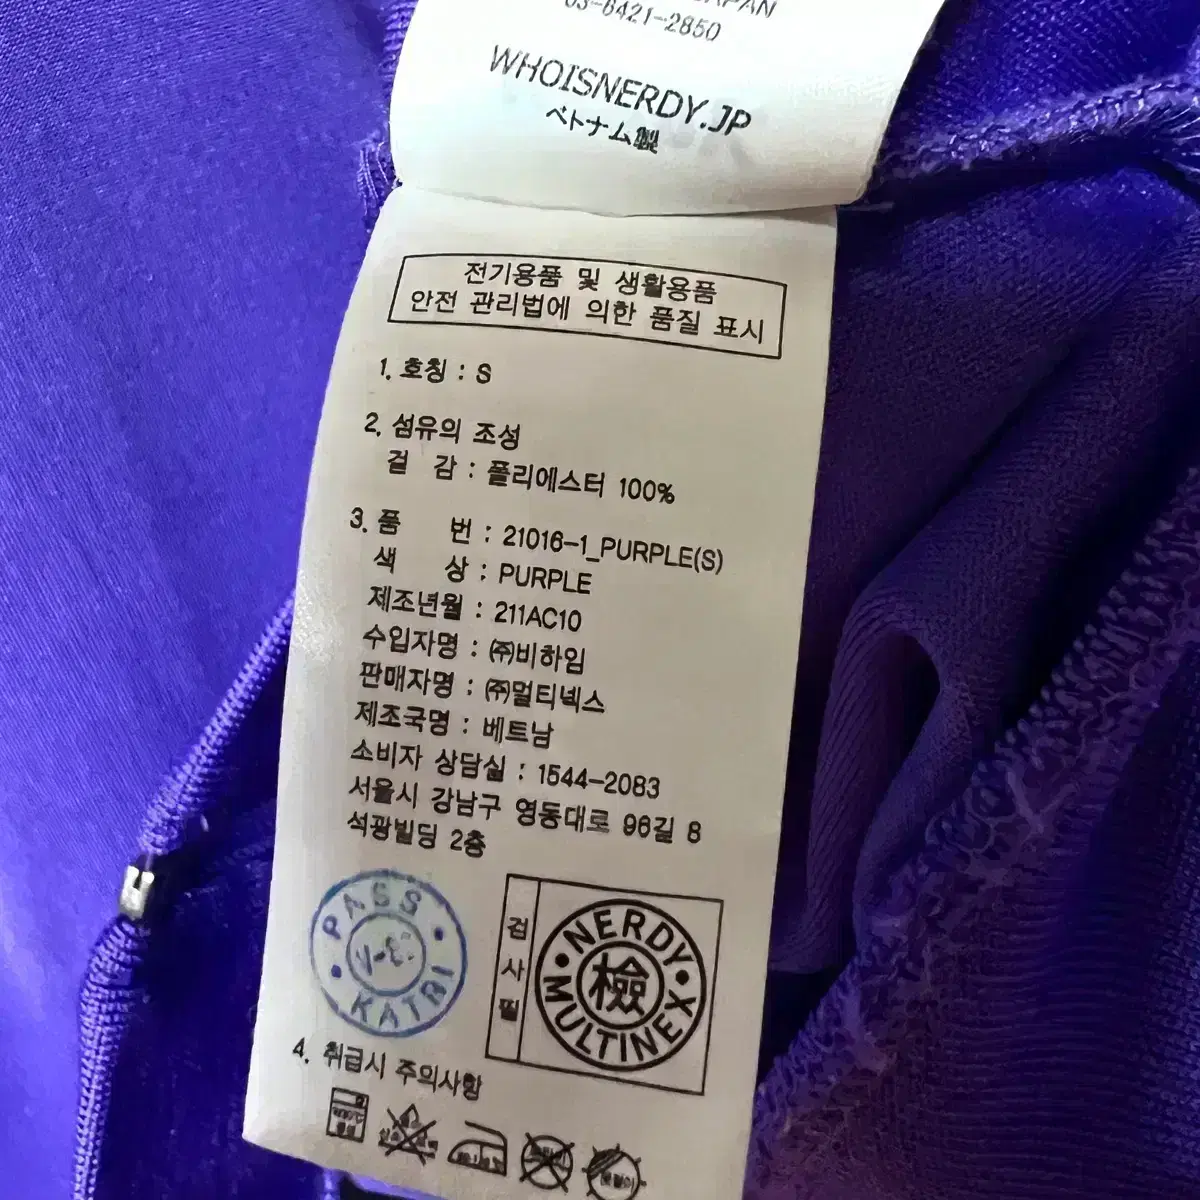 JAPAN
03-6421-2850
WHOISNERDY.JP
ベトナム製
전기용품 및 생활용품
안전 관리법에 의한 품질 표시
1. 호칭 : S
2. 섬유의 조성
겉 감 : 폴리에스터 100%
3. 품 번 : 21016-1_PURPLE(S)
색 상 : PURPLE
제조년월 : 211AC10
수입자명 : ㈜비하임
판매자명 : ㈜멀티넥스
제조국명 : 베트남
소비자 상담실 : 1544-2083
서울시 강남구 영동대로 96길 8
석광빌딩 2층
PASS
KATRI
검사필
NERDY
檢
MULTINEX
4. 취급시 주의사항